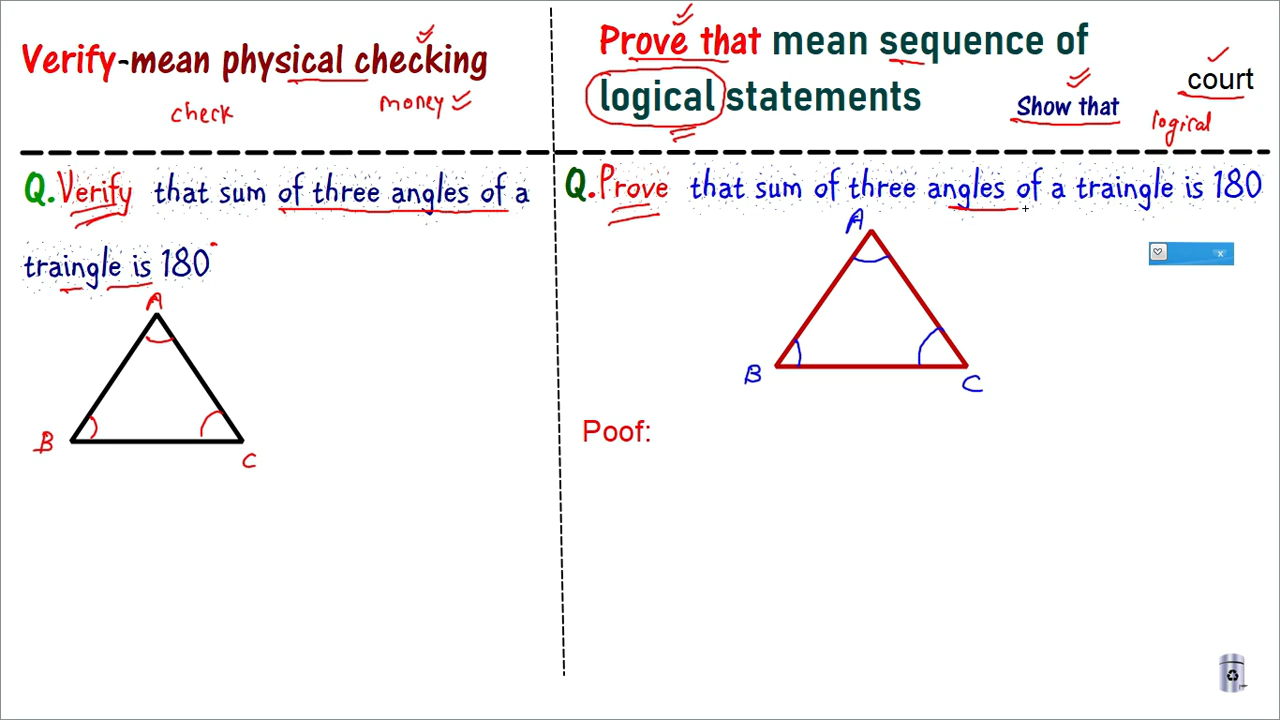 Verify-mean physical checking
check money
Q.Verify that sum of three angles of a
traingle is 180°
A
B
C
Prove that mean sequence of
logical statements
Show that
court
logical
Q.Prove that sum of three angles of a traingle is 180
A
B
C
Poof:
x